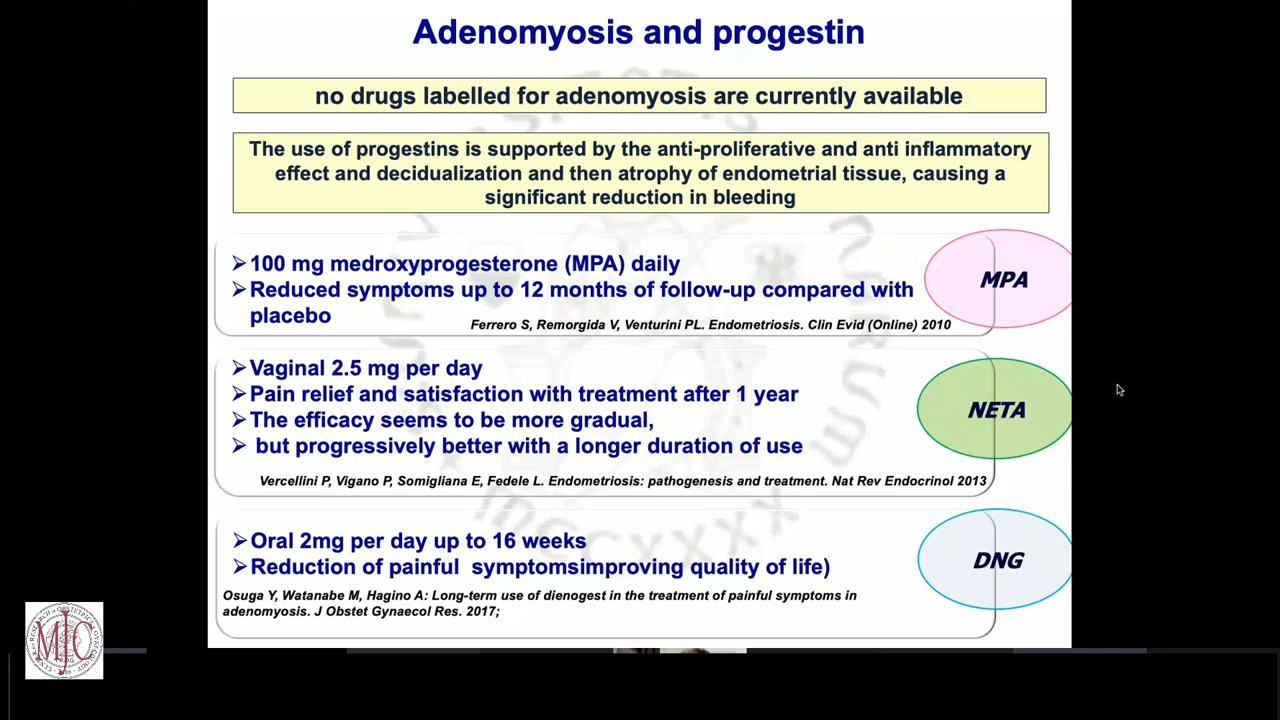 Adenomyosis and progestin
no drugs labelled for adenomyosis are currently available
The use of progestins is supported by the anti-proliferative and anti inflammatory
effect and decidualization and then atrophy of endometrial tissue, causing a
significant reduction in bleeding
➢100 mg medroxyprogesterone (MPA) daily
➢Reduced symptoms up to 12 months of follow-up compared with
placebo
Ferrero S, Remorgida V, Venturini PL. Endometriosis. Clin Evid (Online) 2010
MPA
➢Vaginal 2.5 mg per day
➢Pain relief and satisfaction with treatment after 1 year
➢The efficacy seems to be more gradual,
➢ but progressively better with a longer duration of use
Vercellini P, Vigano P, Somigliana E, Fedele L. Endometriosis: pathogenesis and treatment. Nat Rev Endocrinol 2013
NETA
➢Oral 2mg per day up to 16 weeks
➢Reduction of painful symptomsimproving quality of life)
Osuga Y, Watanabe M, Hagino A: Long-term use of dienogest in the treatment of painful symptoms in
adenomyosis. J Obstet Gynaecol Res. 2017;
DNG
MJC